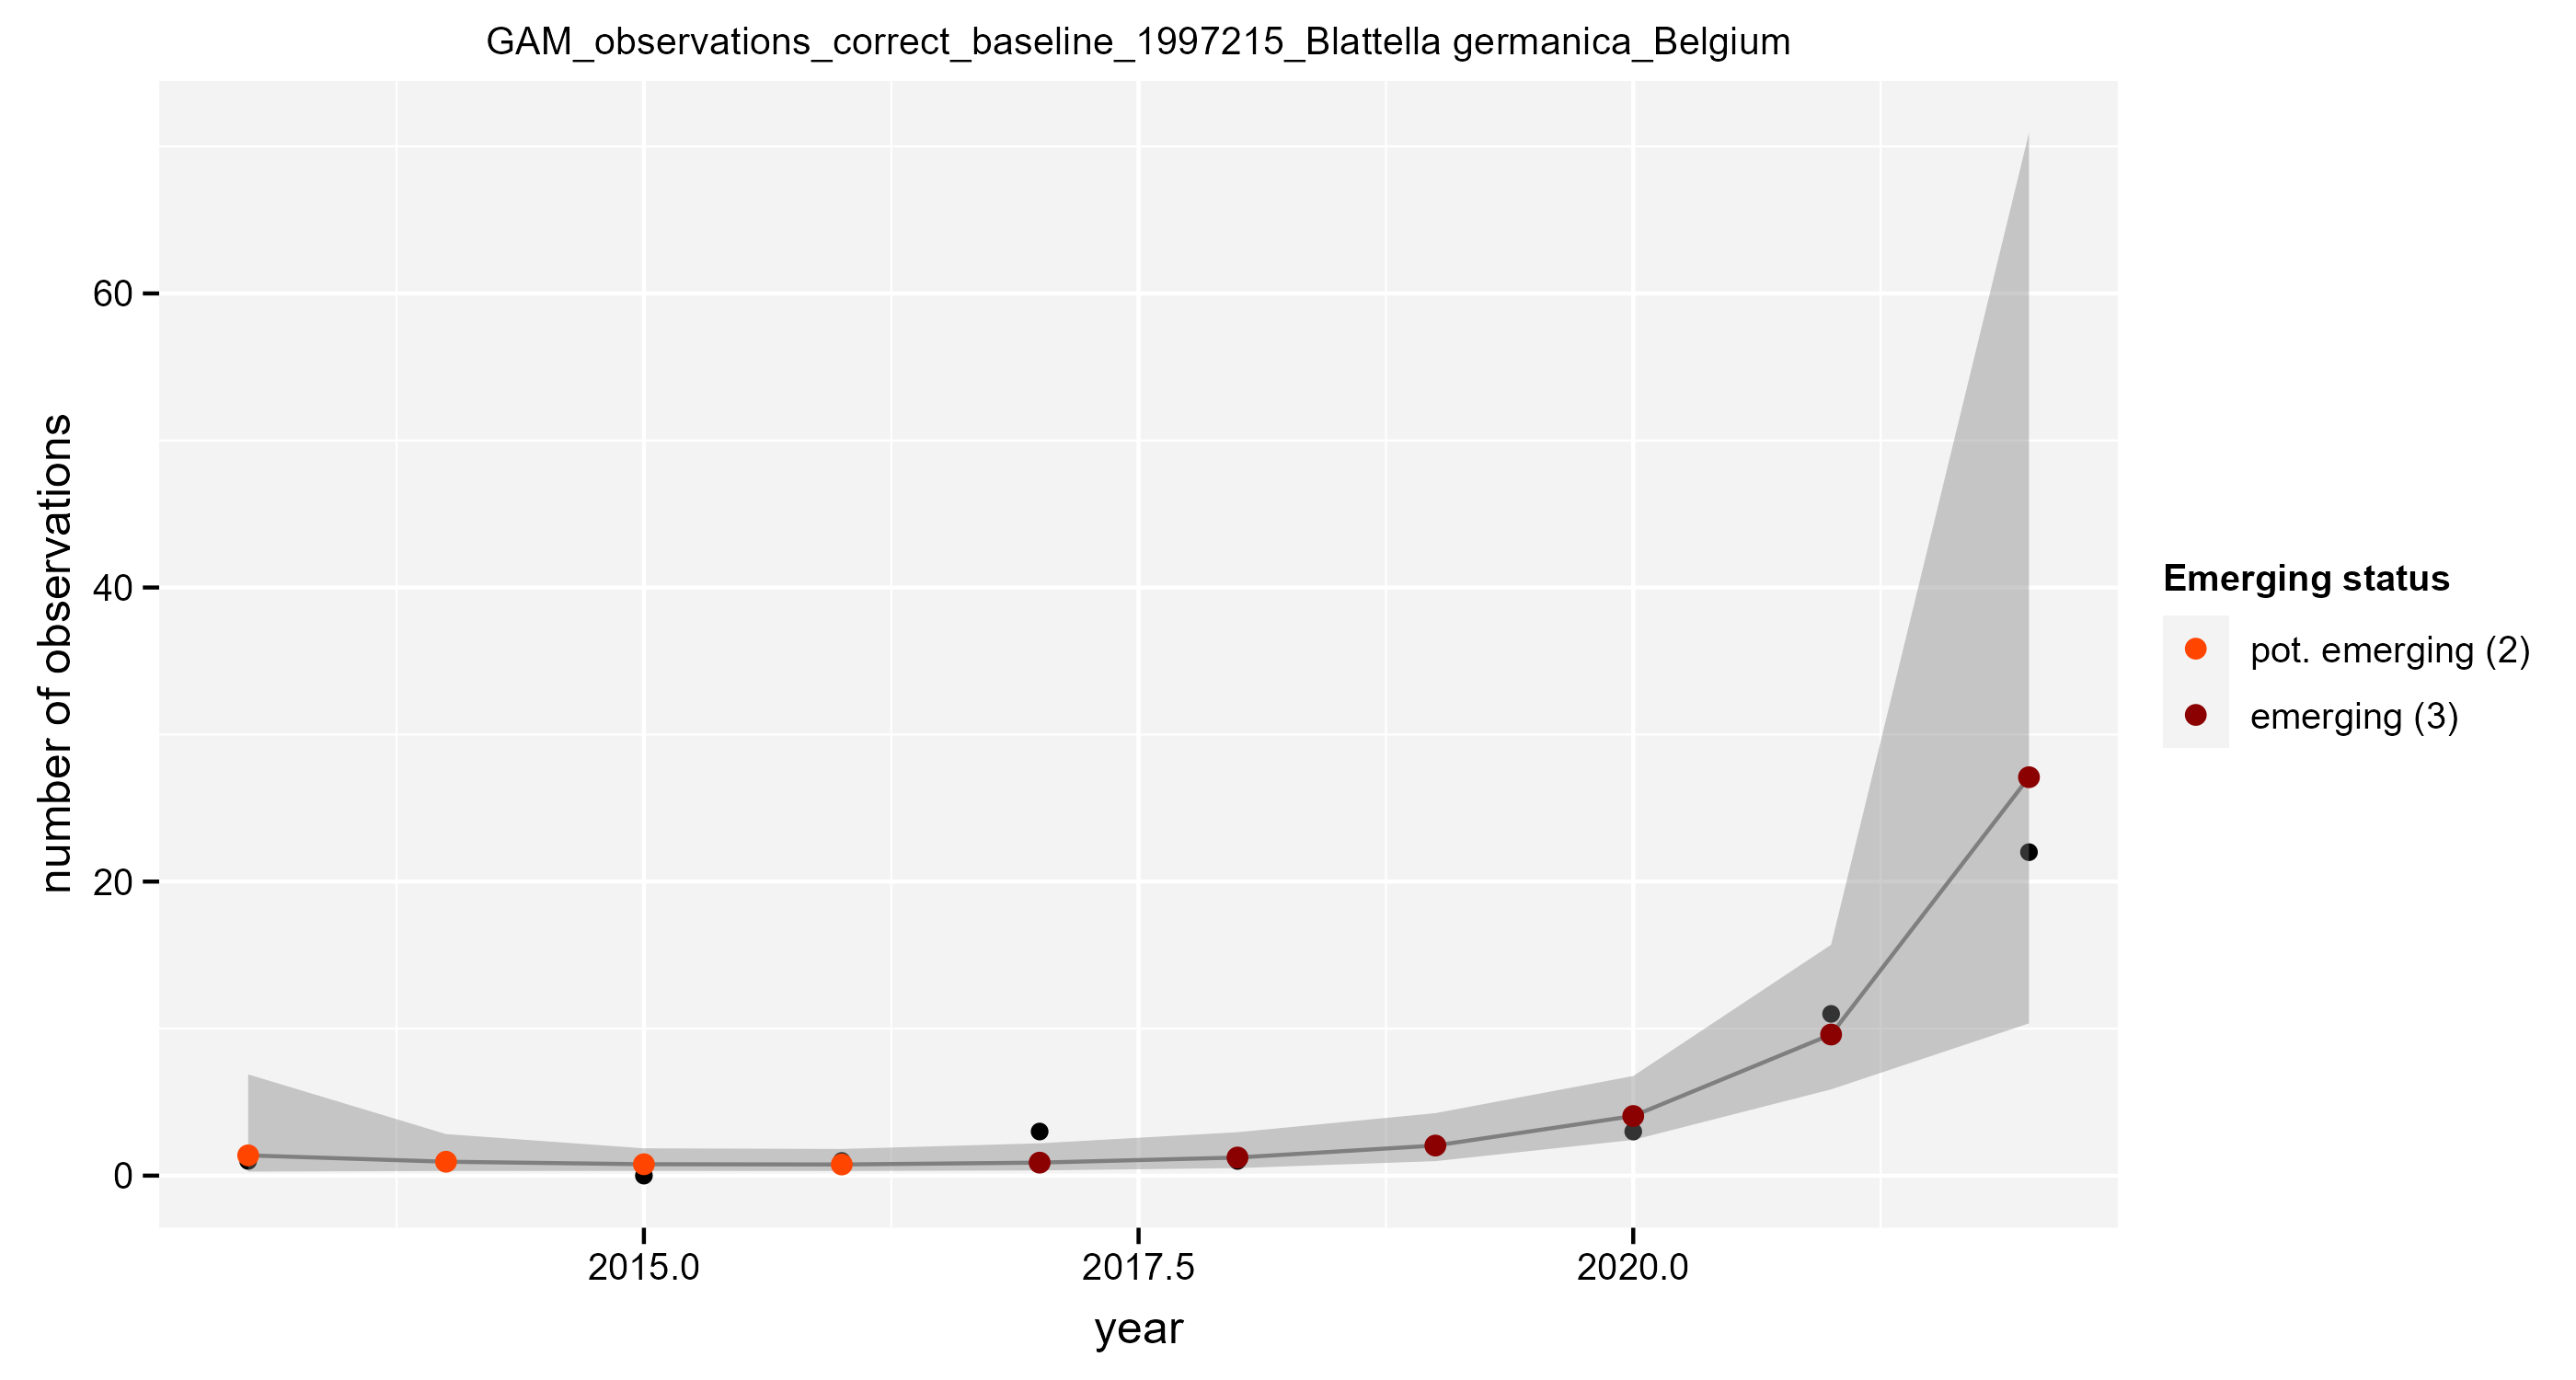 GAM_observations_correct_baseline_1997215_Blattella germanica_Belgium
number of observations
60
40
20
0
2015.0
2017.5
2020.0
year
Emerging status
pot. emerging (2)
emerging (3)